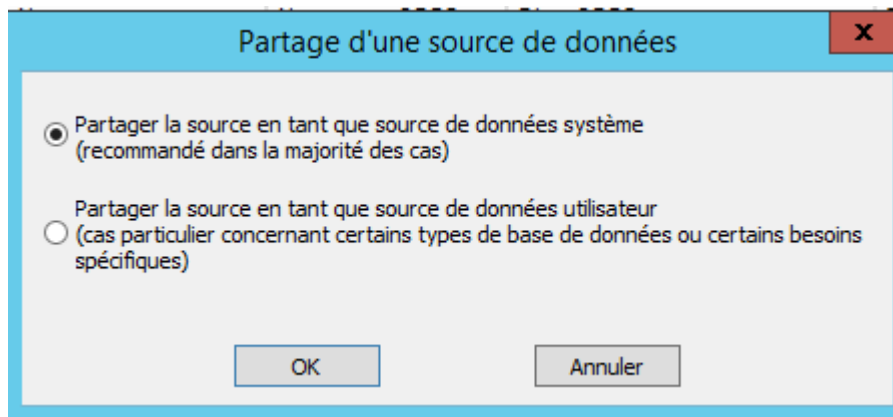 Partage d'une source de données
x
Partager la source en tant que source de données système
(recommandé dans la majorité des cas)
Partager la source en tant que source de données utilisateur
(cas particulier concernant certains types de base de données ou certains besoins
spécifiques)
OK
Annuler